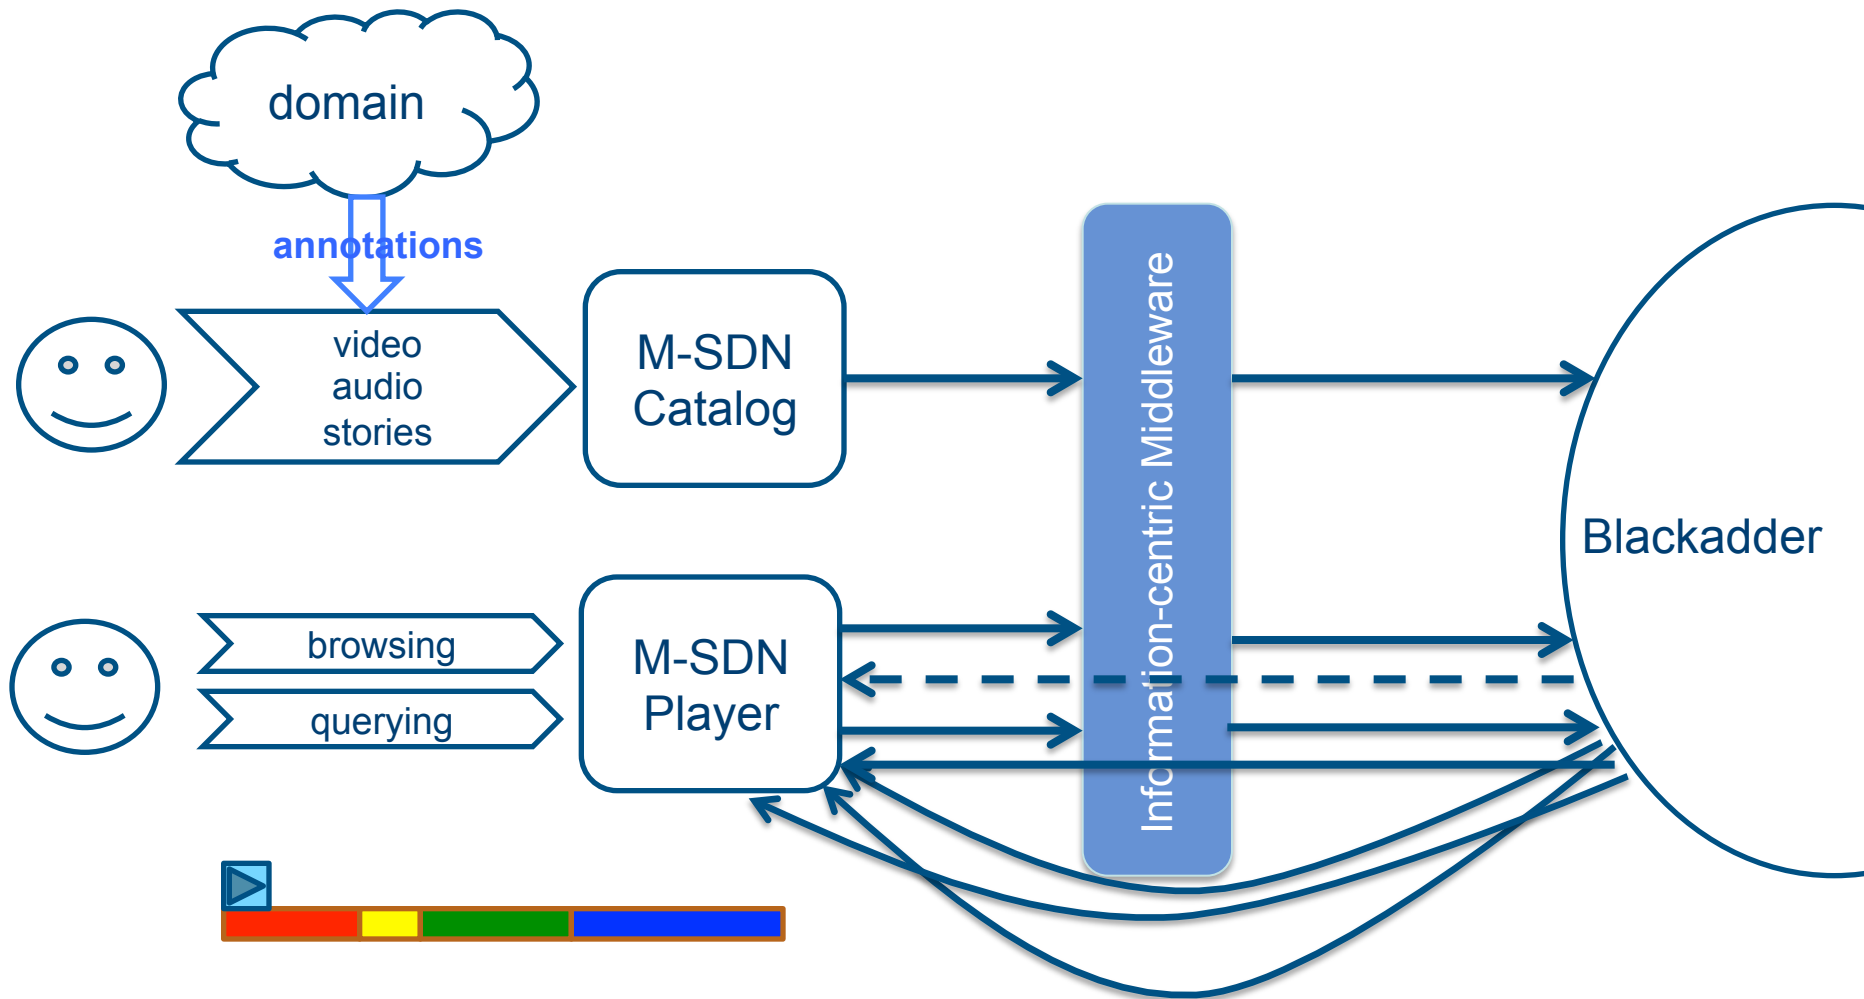 domain
annotations
video
audio
stories
M-SDN
Catalog
Information-centric Middleware
Blackadder
browsing
querying
M-SDN
Player